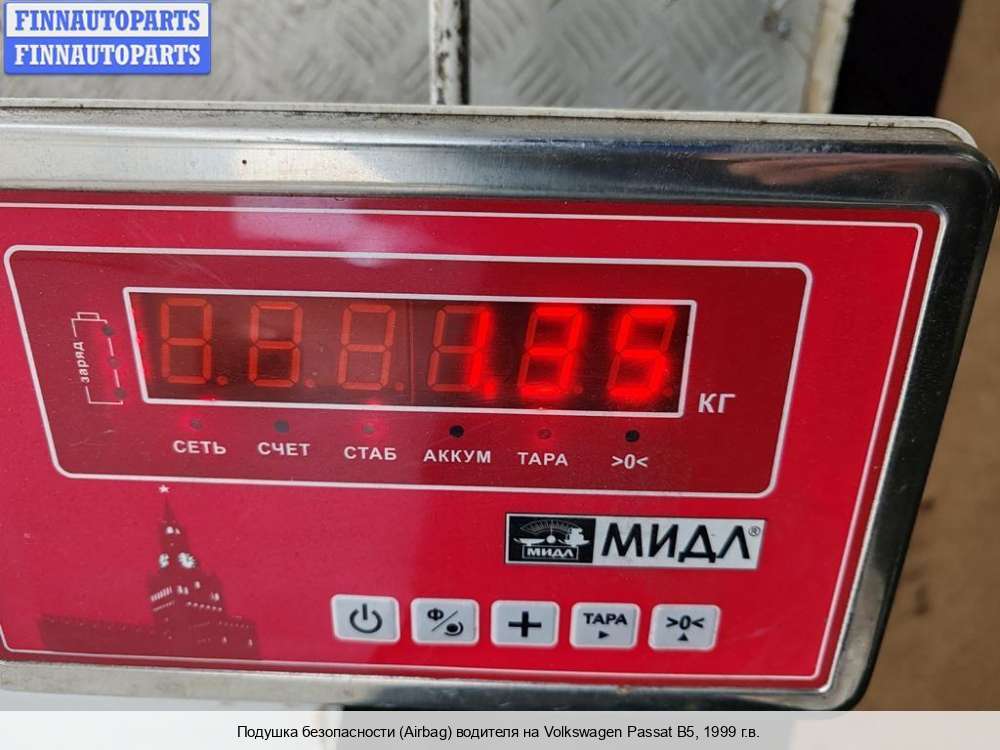 FINNAUTOPARTS
FINNAUTOPARTS
заряд
1.35
КГ
СЕТЬ СЧЕТ СТАБ АККУМ ТАРА >0<
МИДЛ МИДЛ®
Ф ТАРА >0<
Подушка безопасности (Airbag) водителя на Volkswagen Passat B5, 1999 г.в.